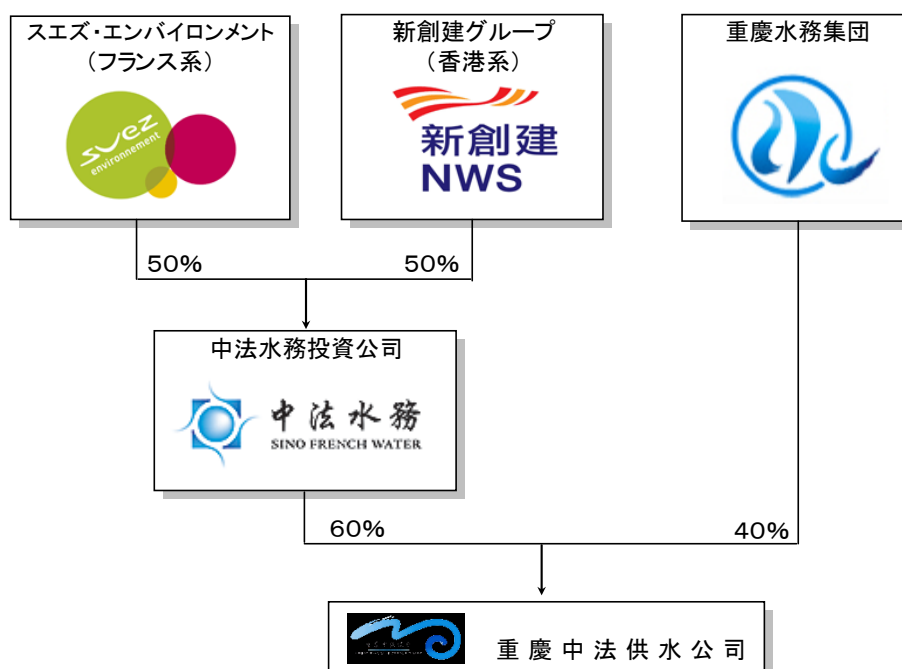 スエズ・エンバイロンメント
（フランス系）
suez
environnement
新創建グループ
（香港系）
新創建
NWS
重慶水務集団
50%
50%
中法水務投資公司
中法水務
SINO FRENCH WATER
60%
40%
重慶中法供水公司